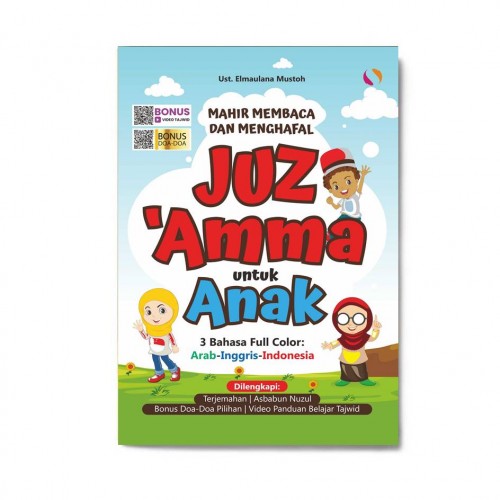 Ust. Elmaulana Mustoh
BONUS
VIDEO TAJWID
BONUS
DOA-DOA
MAHIR MEMBACA
DAN MENGHAFAL
JUZ
'Amma
untuk
Anak
3 Bahasa Full Color:
Arab-Inggris-Indonesia
Dilengkapi:
Terjemahan | Asbabun Nuzul
Bonus Doa-Doa Pilihan | Video Panduan Belajar Tajwid